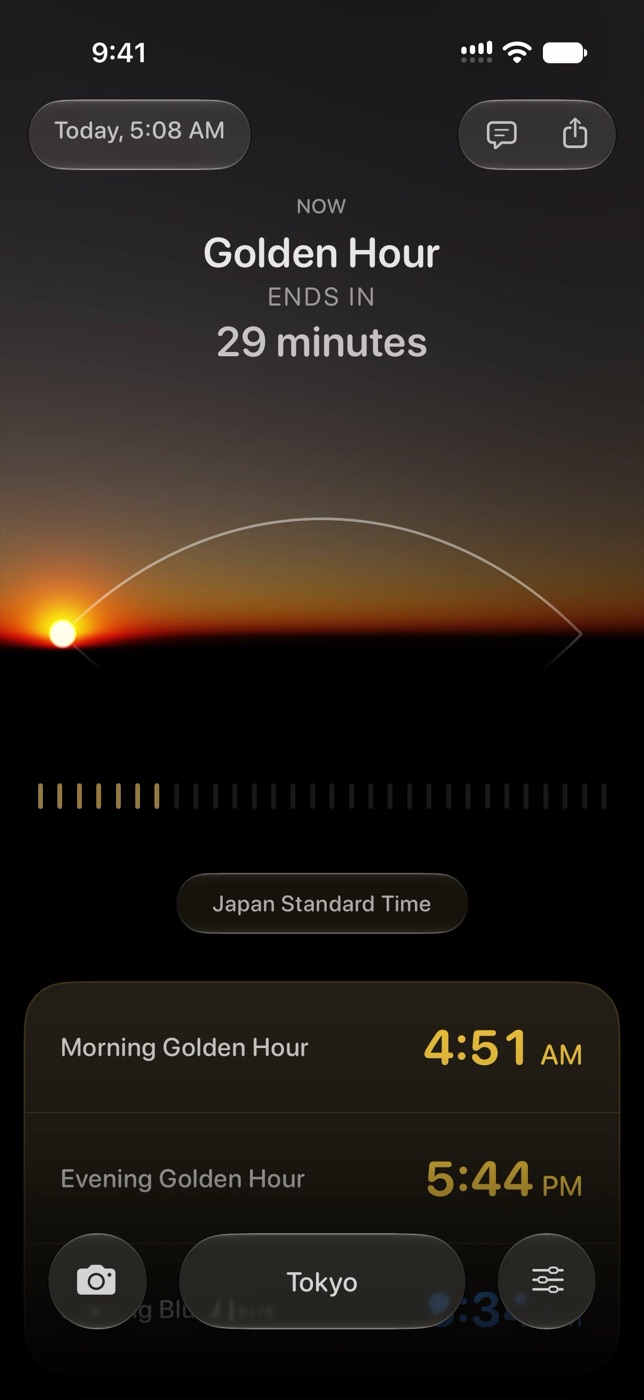 9:41
Today, 5:08 AM
NOW
Golden Hour
ENDS IN
29 minutes
Japan Standard Time
Morning Golden Hour 4:51 AM
Evening Golden Hour 5:44 PM
Tokyo